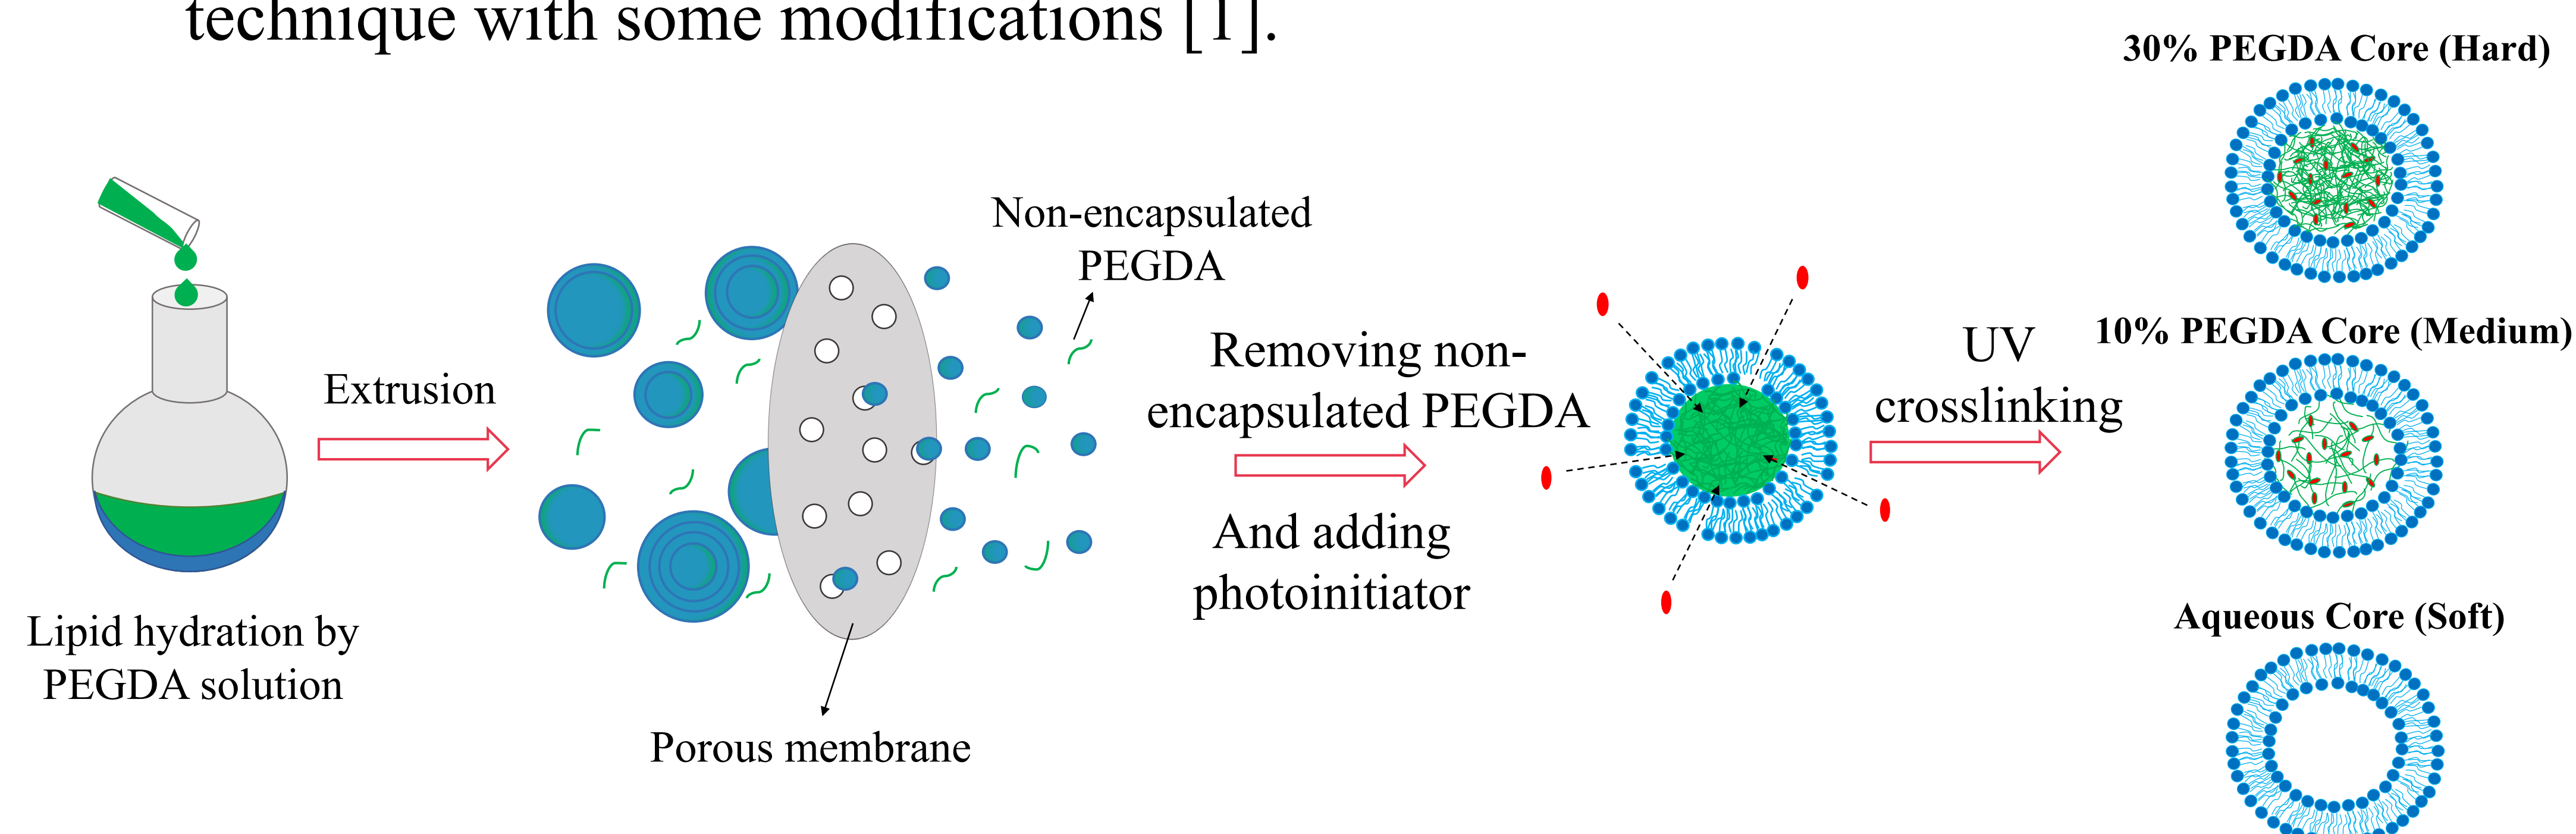 technique with some modifications [1].
Lipid hydration by
PEGDA solution
Extrusion
Non-encapsulated
PEGDA
Porous membrane
Removing non-
encapsulated PEGDA
And adding
photoinitiator
UV
crosslinking
30% PEGDA Core (Hard)
10% PEGDA Core (Medium)
Aqueous Core (Soft)